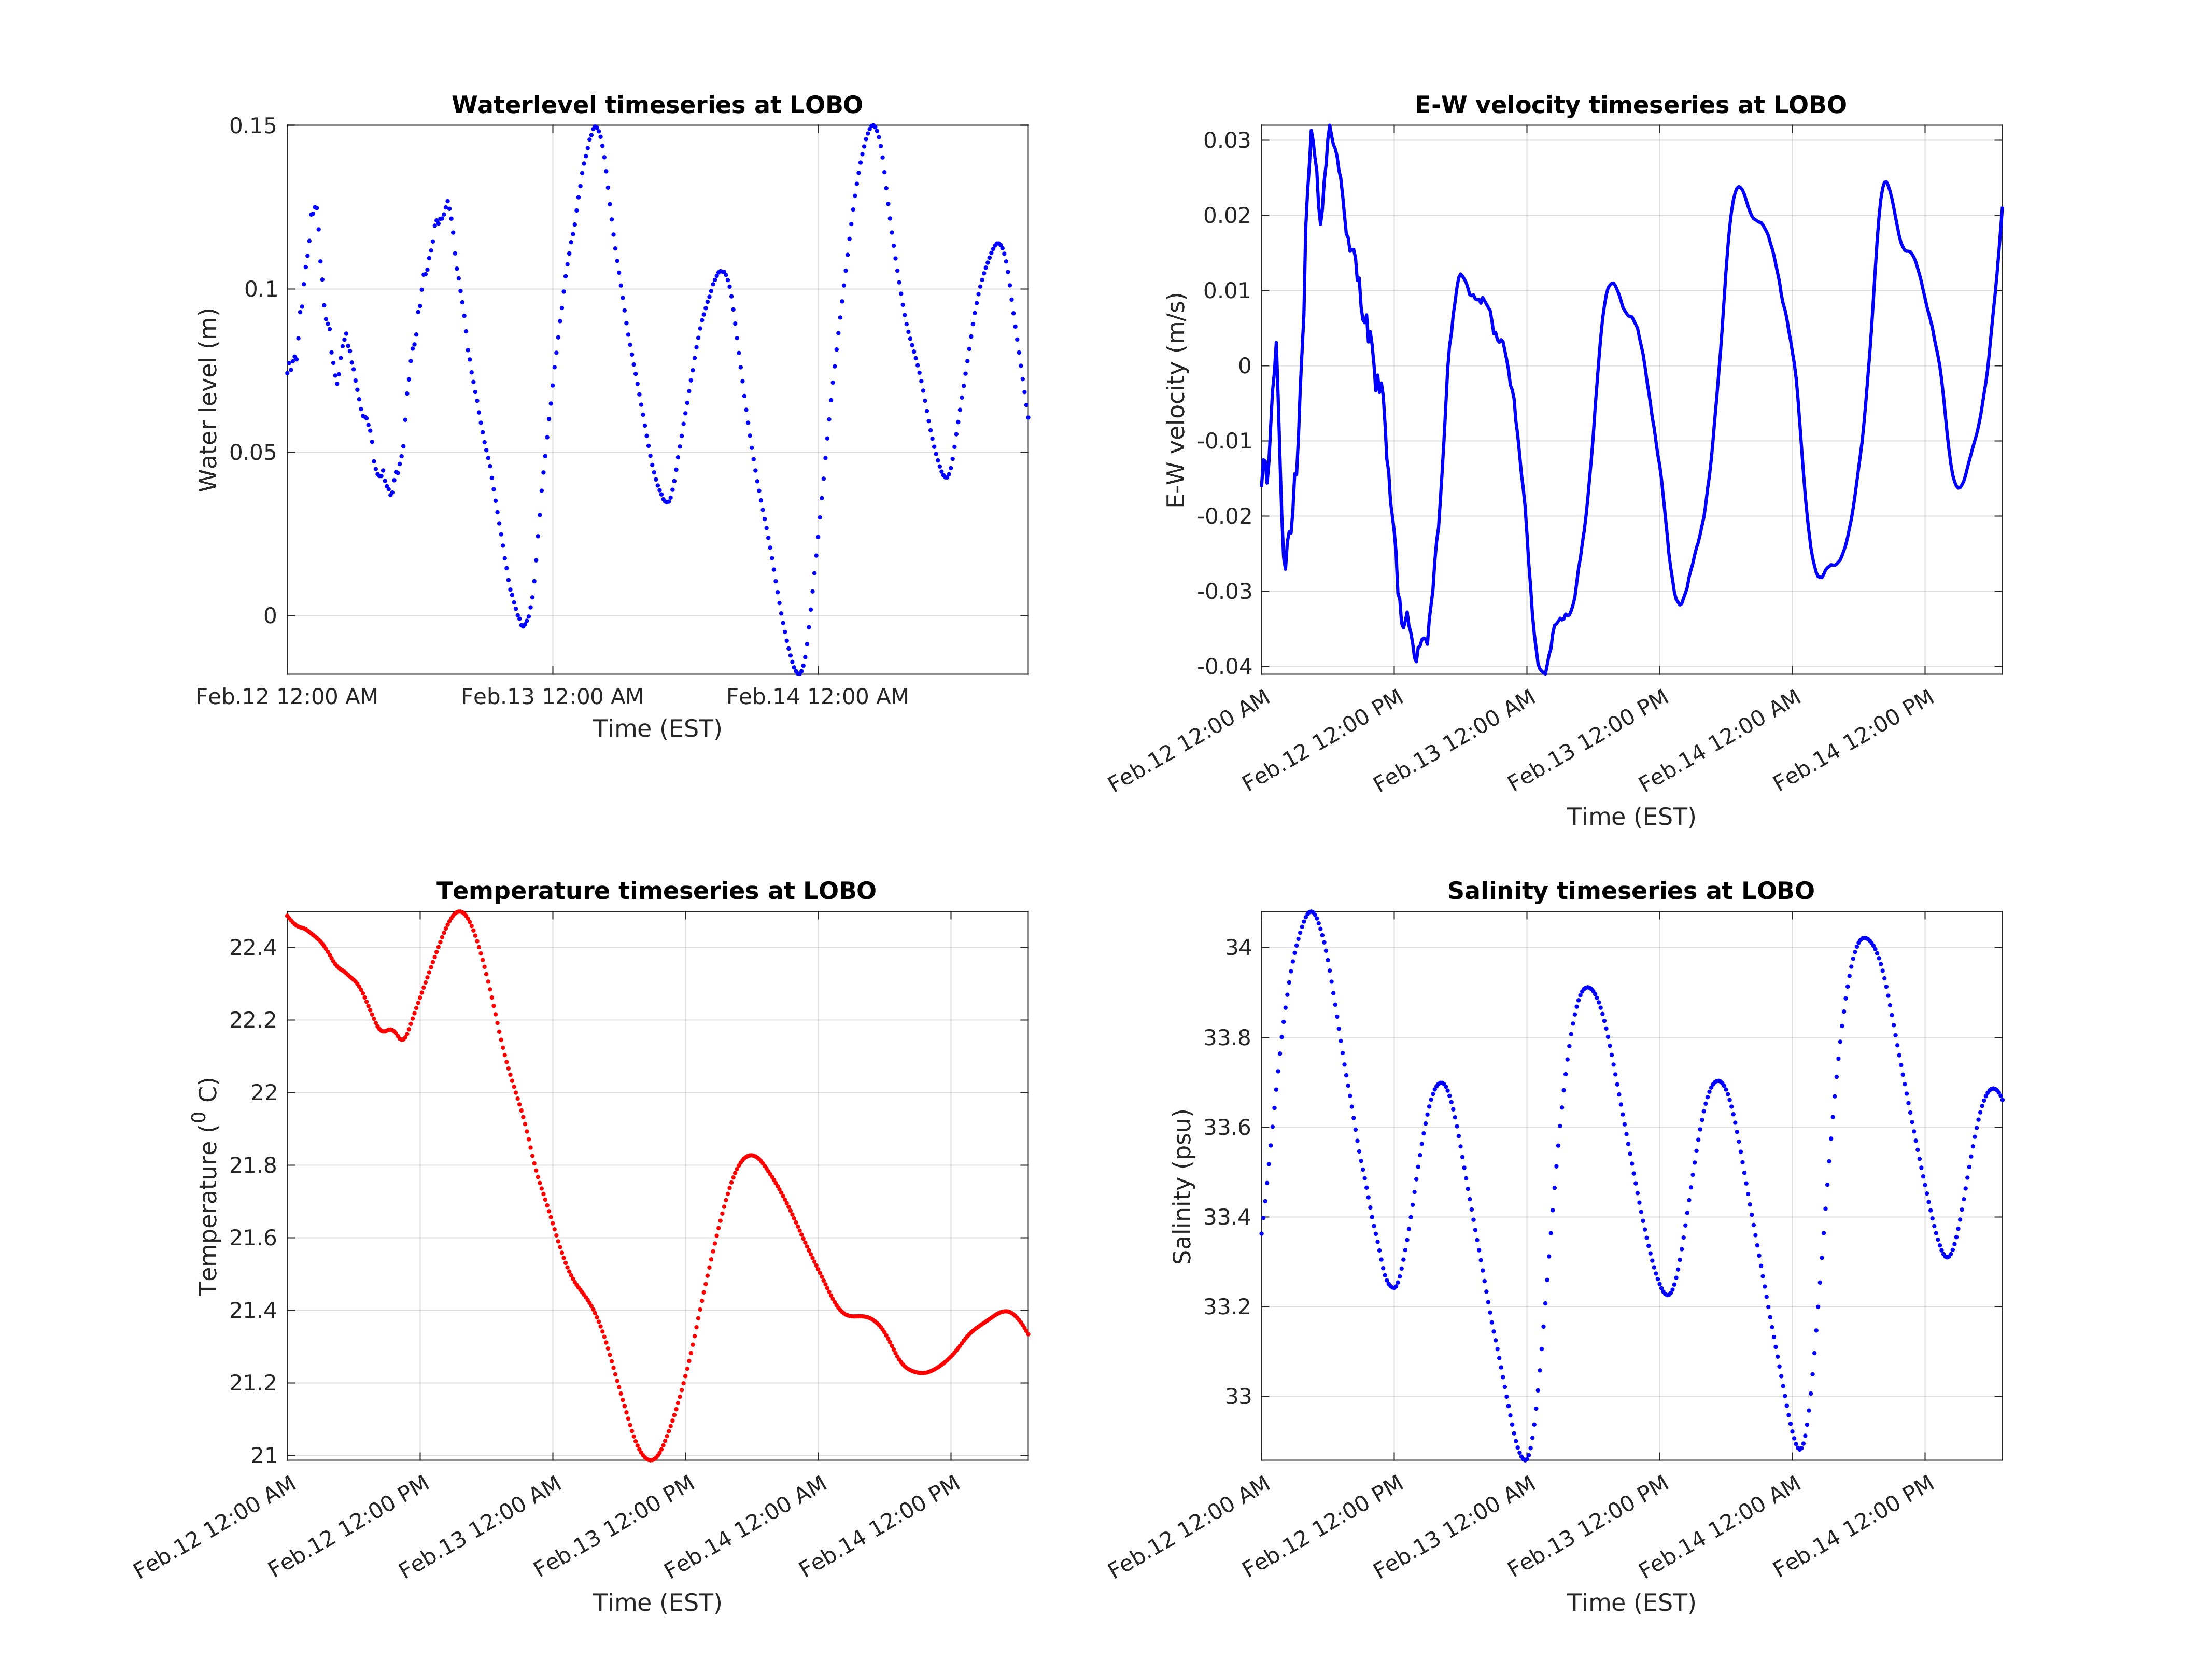 Waterlevel timeseries at LOBO
0.15
0.1
0.05
0
Water level (m)
Feb.12 12:00 AM
Feb.13 12:00 AM
Feb.14 12:00 AM
Time (EST)
E-W velocity timeseries at LOBO
0.03
0.02
0.01
0
-0.01
-0.02
-0.03
-0.04
E-W velocity (m/s)
Feb.12 12:00 AM
Feb.12 12:00 PM
Feb.13 12:00 AM
Feb.13 12:00 PM
Feb.14 12:00 AM
Feb.14 12:00 PM
Time (EST)
Temperature timeseries at LOBO
22.4
22.2
22
21.8
21.6
21.4
21.2
21
Temperature (⁰ C)
Feb.12 12:00 AM
Feb.12 12:00 PM
Feb.13 12:00 AM
Feb.13 12:00 PM
Feb.14 12:00 AM
Feb.14 12:00 PM
Time (EST)
Salinity timeseries at LOBO
34
33.8
33.6
33.4
33.2
33
Salinity (psu)
Feb.12 12:00 AM
Feb.12 12:00 PM
Feb.13 12:00 AM
Feb.13 12:00 PM
Feb.14 12:00 AM
Feb.14 12:00 PM
Time (EST)